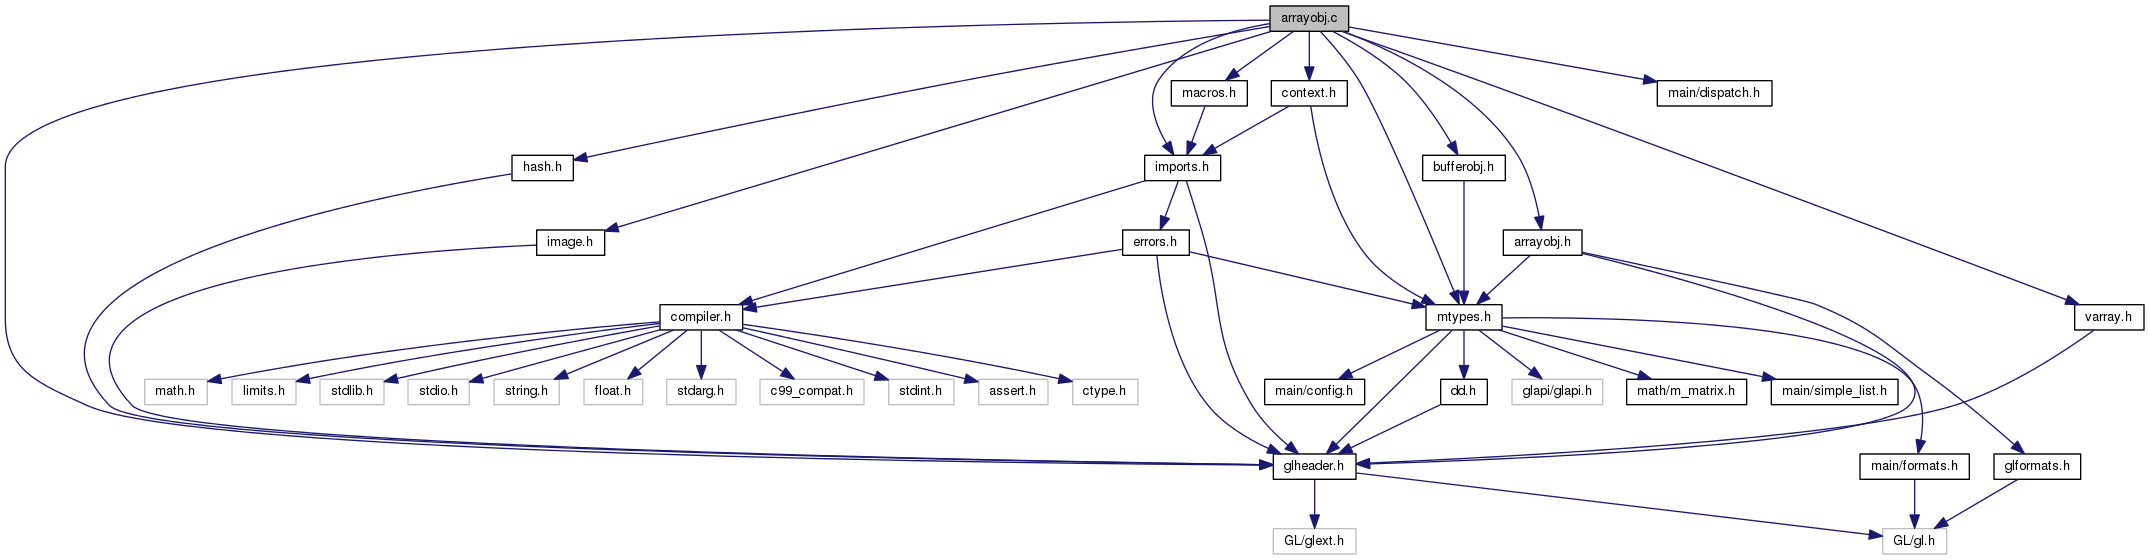 arrayobj.c
macros.h
context.h
main/dispatch.h
hash.h
imports.h
bufferobj.h
image.h
errors.h
arrayobj.h
compiler.h
mtypes.h
varray.h
math.h
limits.h
stdlib.h
stdio.h
string.h
float.h
stdarg.h
c99_compat.h
stdint.h
assert.h
ctype.h
main/config.h
dd.h
glapi/glapi.h
math/m_matrix.h
main/simple_list.h
glheader.h
main/formats.h
glformats.h
GL/glext.h
GL/gl.h